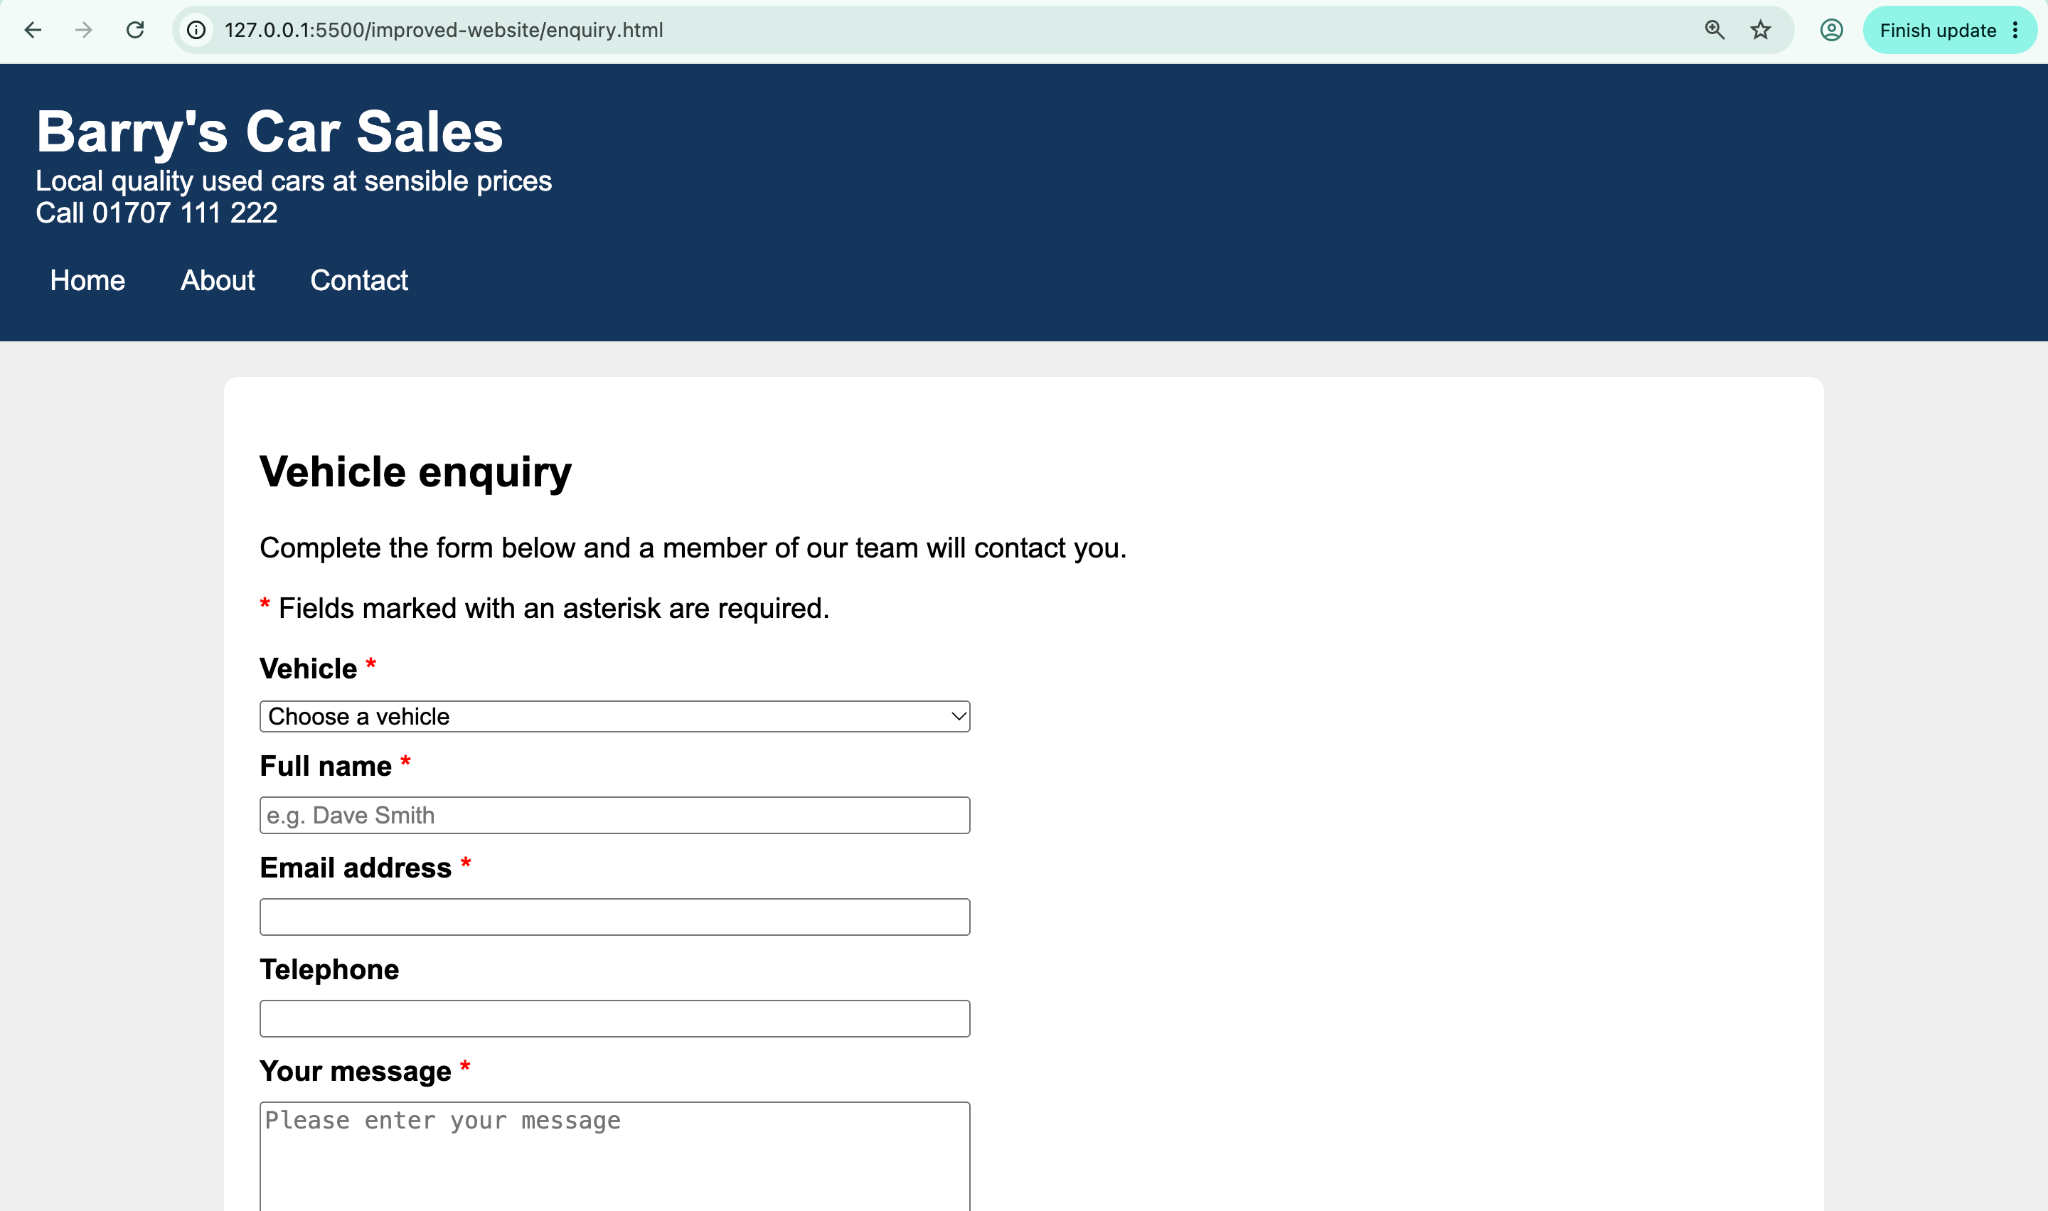 127.0.0.1:5500/improved-website/enquiry.html
Finish update
Barry's Car Sales
Local quality used cars at sensible prices
Call 01707 111 222
Home About Contact
Vehicle enquiry
Complete the form below and a member of our team will contact you.
* Fields marked with an asterisk are required.
Vehicle *
Choose a vehicle
Full name *
e.g. Dave Smith
Email address *
Telephone
Your message *
Please enter your message